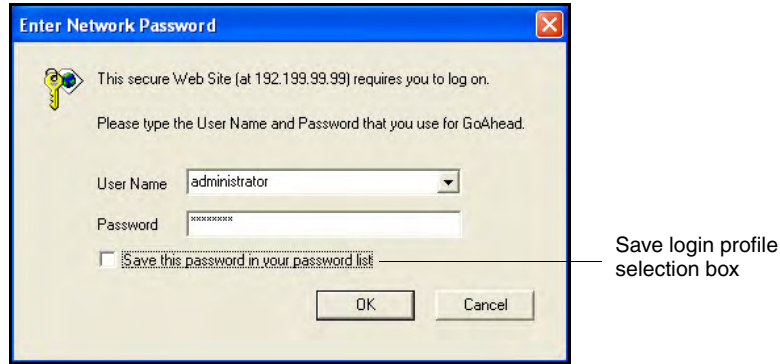 Enter Network Password
This secure Web Site (at 192.199.99.99) requires you to log on.
Please type the User Name and Password that you use for GoAhead.
User Name administrator
Password xxxxxxxx
Save this password in your password list
Save login profile
selection box
OK Cancel